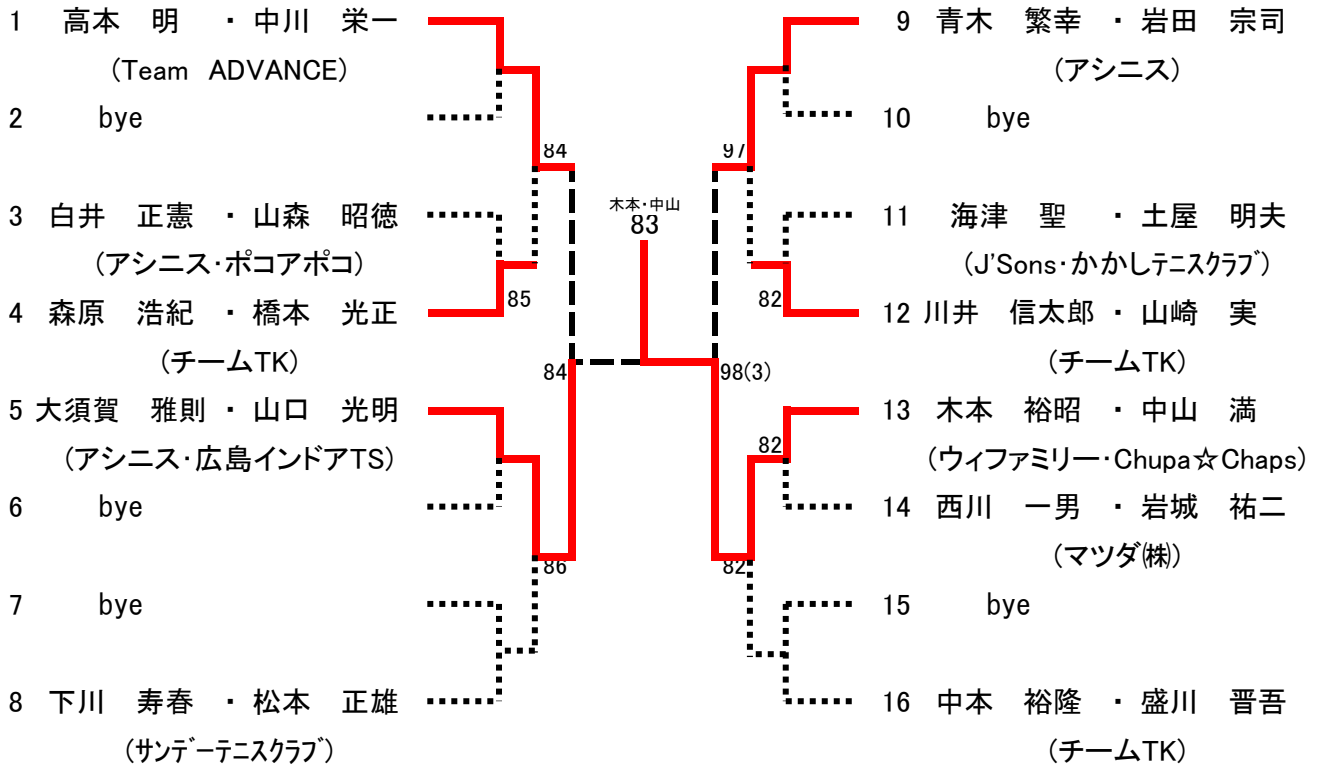 1 高本 明 ・ 中川 栄一
(Team ADVANCE)
2 bye
84
3 白井 正憲 ・ 山森 昭徳
(アシニス・ポコアポコ)
85
4 森原 浩紀 ・ 橋本 光正
(チームTK)
84
5 大須賀 雅則 ・ 山口 光明
(アシニス・広島インドアTS)
6 bye
86
7 bye
8 下川 寿春 ・ 松本 正雄
(サンデーテニスクラブ)
木本・中山
83
9 青木 繁幸 ・ 岩田 宗司
(アシニス)
10 bye
97
11 海津 聖 ・ 土屋 明夫
(J'Sons・かかしテニスクラブ)
82
12 川井 信太郎 ・ 山崎 実
(チームTK)
98(3)
13 木本 裕昭 ・ 中山 満
82
(ウィファミリー・Chupa☆Chaps)
14 西川 一男 ・ 岩城 祐二
(マツダ㈱)
82
15 bye
16 中本 裕隆 ・ 盛川 晋吾
(チームTK)